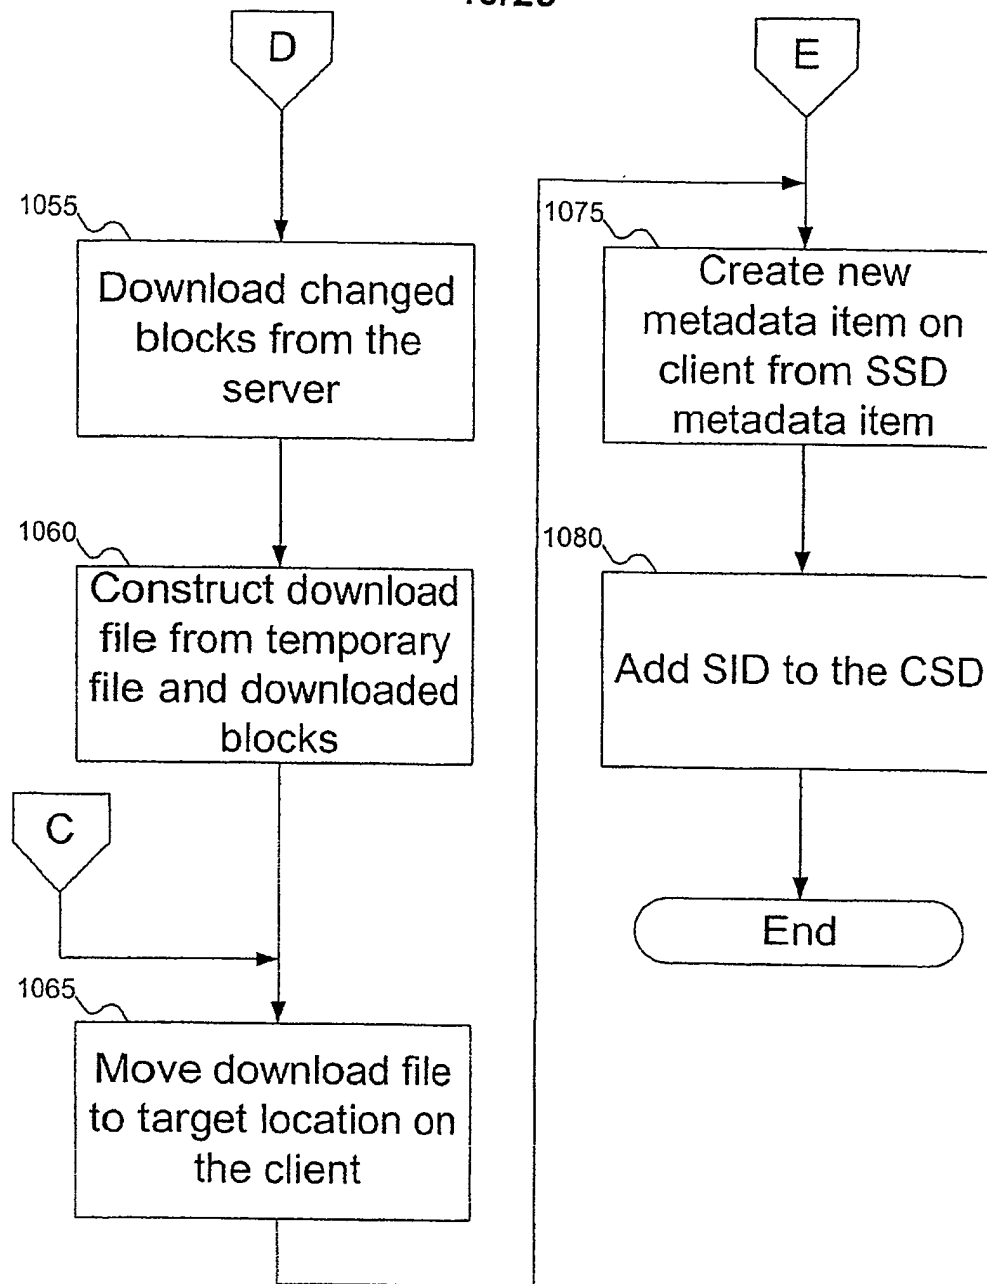 D
1055
Download changed
blocks from the
server
1060
Construct download
file from temporary
file and downloaded
blocks
C
1065
Move download file
to target location on
the client
E
1075
Create new
metadata item on
client from SSD
metadata item
1080
Add SID to the CSD
End